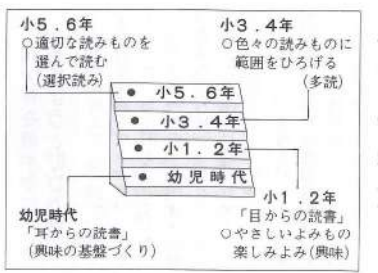 小5.6年
○適切な読みものを
選んで読む
(選択読み)
小3.4年
○色々の読みものに
範囲をひろげる
(多読)
● 小5.6年
● 小3.4年
● 小1.2年
● 幼児時代
幼児時代
「耳からの読書」
(興味の基盤づくり)
小1.2年
「目からの読書」
○やさしいよみもの
楽しみよみ(興味)